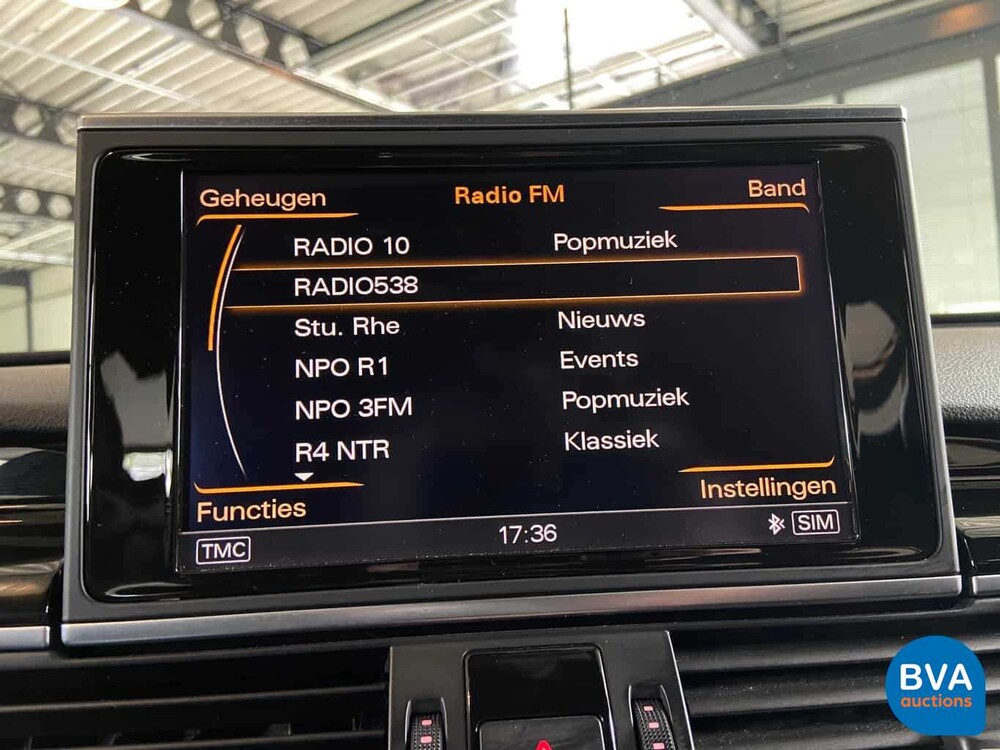 Geheugen Radio FM Band
RADIO 10 Popmuziek
RADIO538
Stu. Rhe Nieuws
NPO R1 Events
NPO 3FM Popmuziek
R4 NTR Klassiek
Functies Instellingen
TMC 17:36 SIM
BVA
auctions